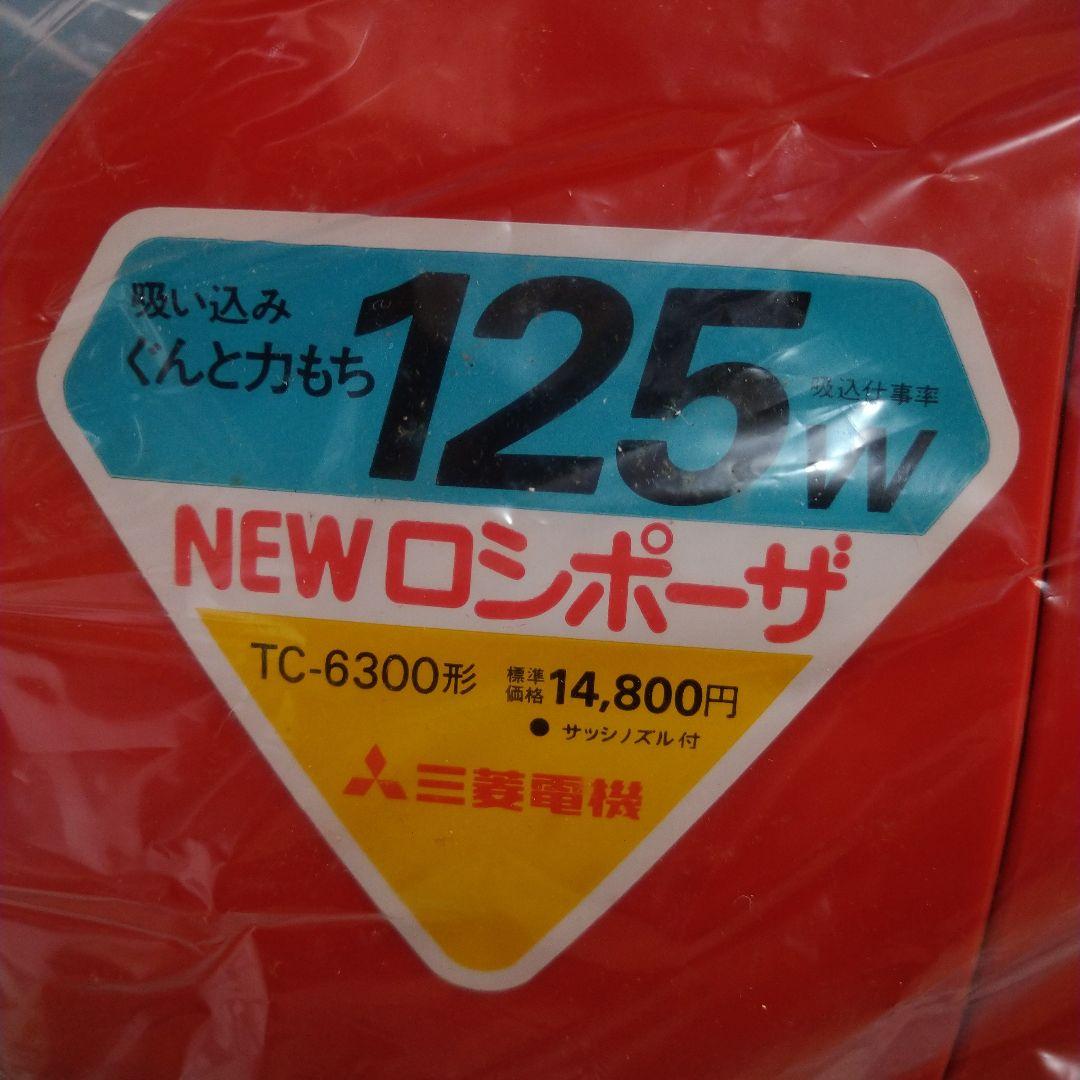 吸い込み
ぐんと力もち
125W
吸込仕事率
NEWロシポーザ
TC-6300形
標準価格 14,800円
● サッシノズル付
三菱電機